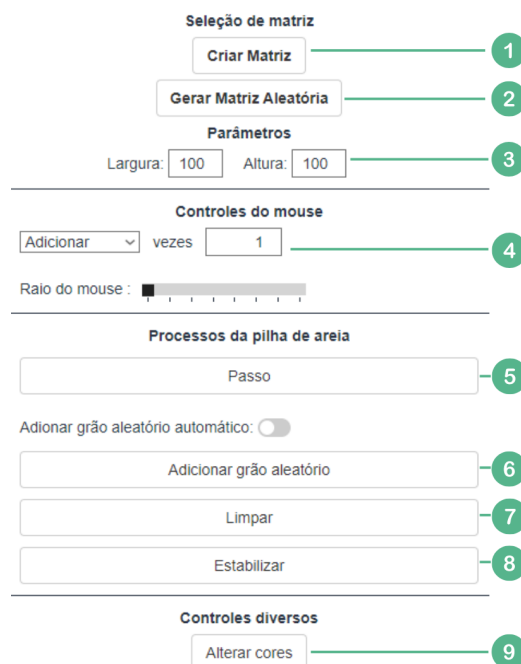 Seleção de matriz
Criar Matriz
1
Gerar Matriz Aleatória
2
Parâmetros
Largura: 100 Altura: 100
3
Controles do mouse
Adicionar vezes 1
4
Raio do mouse :
Processos da pilha de areia
Passo
5
Adionar grão aleatório automático:
Adicionar grão aleatório
6
Limpar
7
Estabilizar
8
Controles diversos
Alterar cores
9